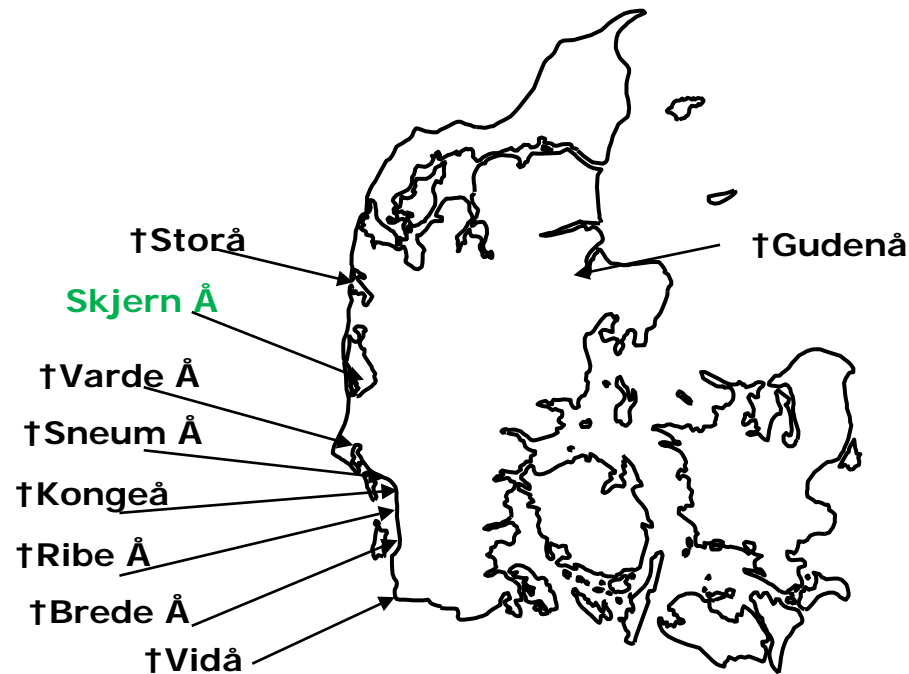 †Storå
†Gudenå
Skjern Å
†Varde Å
†Sneum Å
†Kongeå
†Ribe Å
†Brede Å
†Vidå